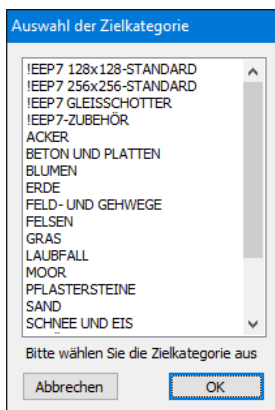 Auswahl der Zielkategorie
!EEP7 128x128-STANDARD
!EEP7 256x256-STANDARD
!EEP7 GLEISSCHOTTER
!EEP7-ZUBEHÖR
ACKER
BETON UND PLATTEN
BLUMEN
ERDE
FELD- UND GEHWEGE
FELSEN
GRAS
LAUBFALL
MOOR
PFLASTERSTEINE
SAND
SCHNEE UND EIS
Bitte wählen Sie die Zielkategorie aus
Abbrechen
OK